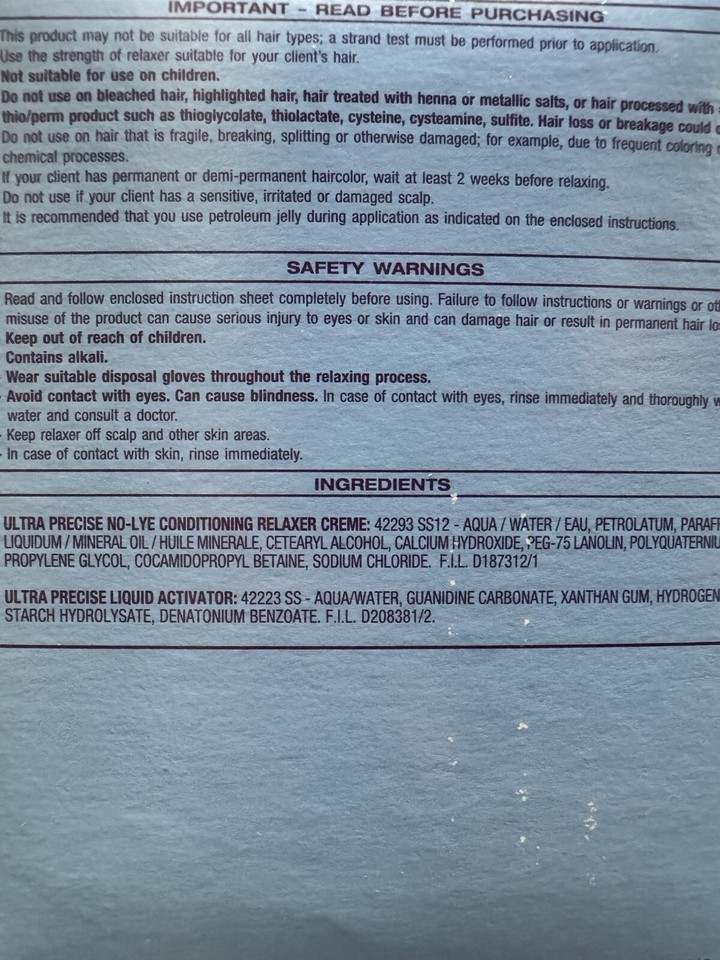 IMPORTANT - READ BEFORE PURCHASING
This product may not be suitable for all hair types; a strand test must be performed prior to application.
Use the strength of relaxer suitable for your client's hair.
Not suitable for use on children.
Do not use on bleached hair, highlighted hair, hair treated with henna or metallic salts, or hair processed with
thio/perm product such as thioglycolate, thiolactate, cysteine, cysteamine, sulfite. Hair loss or breakage could
Do not use on hair that is fragile, breaking, splitting or otherwise damaged; for example, due to frequent coloring
chemical processes.
If your client has permanent or demi-permanent haircolor, wait at least 2 weeks before relaxing.
Do not use if your client has a sensitive, irritated or damaged scalp.
It is recommended that you use petroleum jelly during application as indicated on the enclosed instructions.
SAFETY WARNINGS
Read and follow enclosed instruction sheet completely before using. Failure to follow instructions or warnings or
misuse of the product can cause serious injury to eyes or skin and can damage hair or result in permanent hair
Keep out of reach of children.
Contains alkali.
Wear suitable disposal gloves throughout the relaxing process.
· Avoid contact with eyes. Can cause blindness. In case of contact with eyes, rinse immediately and thoroughly
water and consult a doctor.
· Keep relaxer off scalp and other skin areas.
· In case of contact with skin, rinse immediately.
INGREDIENTS
ULTRA PRECISE NO-LYE CONDITIONING RELAXER CREME: 42293 SS12 - AQUA / WATER / EAU, PETROLATUM,
LIQUIDUM / MINERAL OIL / HUILE MINERALE, CETEARYL ALCOHOL, CALCIUM HYDROXIDE, PEG-75 LANOLIN,
PROPYLENE GLYCOL, COCAMIDOPROPYL BETAINE, SODIUM CHLORIDE. F.I.L. D187312/1
ULTRA PRECISE LIQUID ACTIVATOR: 42223 SS - AQUA/WATER, GUANIDINE CARBONATE, XANTHAN GUM, HYDROGEN
STARCH HYDROLYSATE, DENATONIUM BENZOATE. F.I.L. D208381/2.